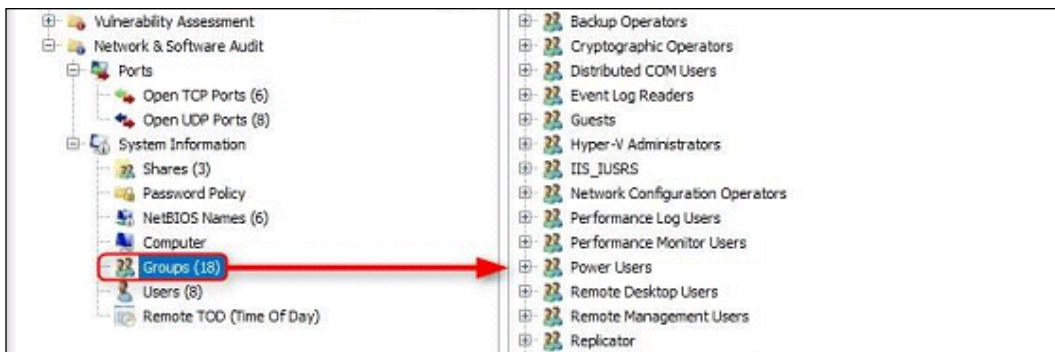 Vulnerability Assessment
Network & Software Audit
Ports
Open TCP Ports (6)
Open UDP Ports (8)
System Information
Shares (3)
Password Policy
NetBIOS Names (6)
Computer
Groups (18)
Users (8)
Remote TOD (Time Of Day)
Backup Operators
Cryptographic Operators
Distributed COM Users
Event Log Readers
Guests
Hyper-V Administrators
IIS_IUSRS
Network Configuration Operators
Performance Log Users
Performance Monitor Users
Power Users
Remote Desktop Users
Remote Management Users
Replicator